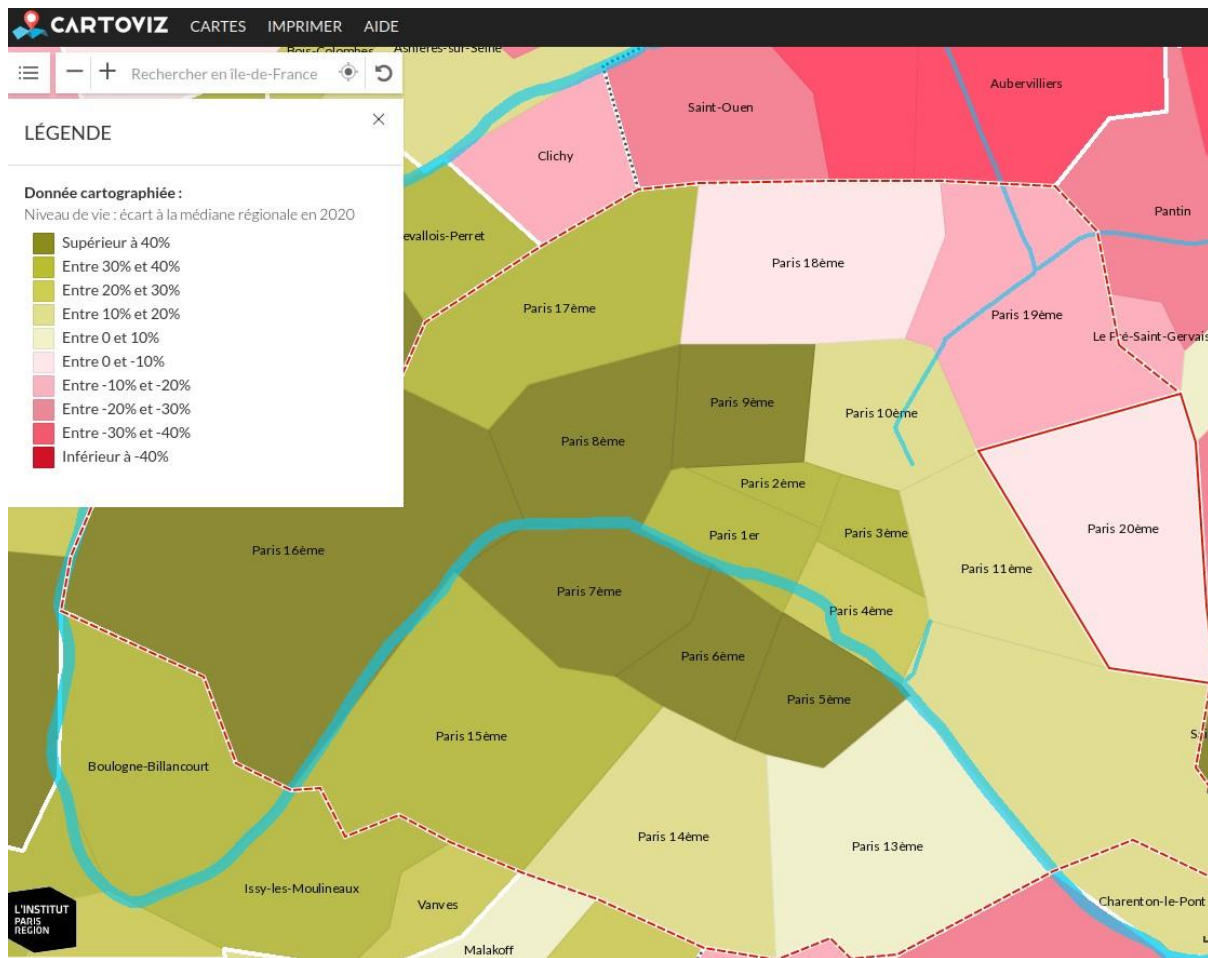 CARTOVIZ CARTES IMPRIMER AIDE
Bois-Colombes Asnières-sur-Seine
Rechercher en île-de-France
LÉGENDE
Donnée cartographiée :
Niveau de vie : écart à la médiane régionale en 2020
Supérieur à 40%
Entre 30% et 40%
Entre 20% et 30%
Entre 10% et 20%
Entre 0 et 10%
Entre 0 et -10%
Entre -10% et -20%
Entre -20% et -30%
Entre -30% et -40%
Inférieur à -40%
Aubervilliers
Saint-Ouen
Clichy
Pantin
evallois-Perret
Paris 18ème
Paris 17ème
Paris 19ème
Le Pré-Saint-Gervais
Paris 9ème
Paris 10ème
Paris 8ème
Paris 2ème
Paris 1er
Paris 3ème
Paris 20ème
Paris 16ème
Paris 11ème
Paris 7ème
Paris 4ème
Paris 6ème
Paris 5ème
Paris 15ème
Boulogne-Billancourt
Paris 14ème
Paris 13ème
Issy-les-Moulineaux
Vanves
Charenton-le-Pont
Malakoff
L'INSTITUT
PARIS
REGION